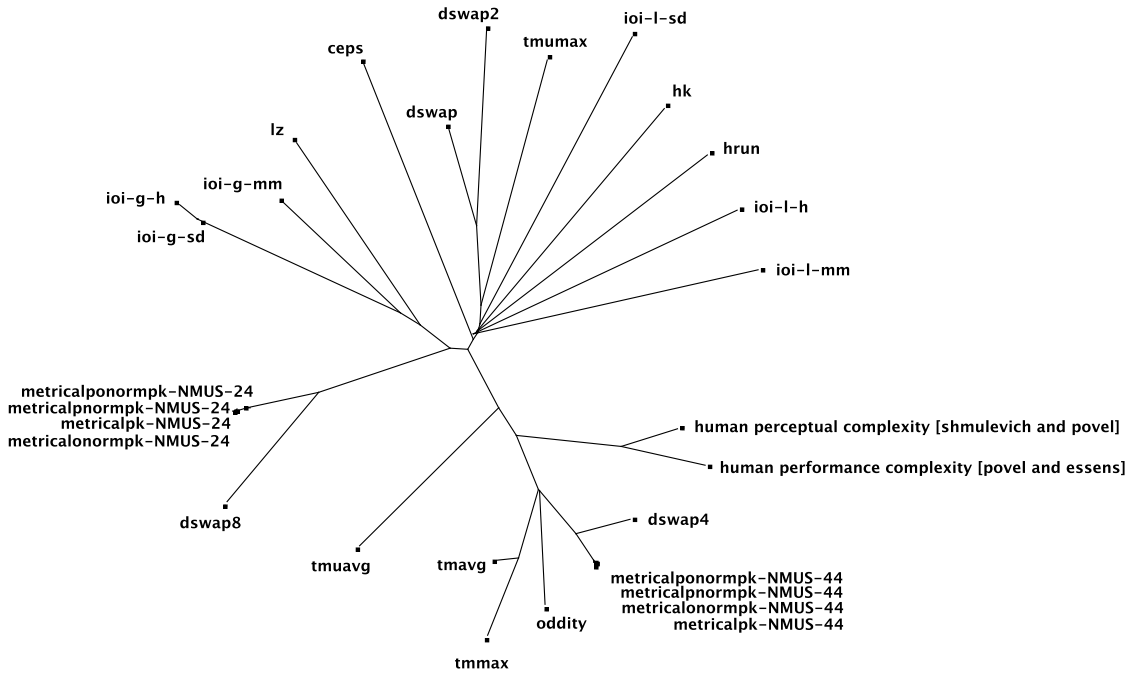 dswap2
ioi-l-sd
tmumax
ceps
hk
dswap
lz
hrun
ioi-g-mm
ioi-g-h
ioi-l-h
ioi-g-sd
ioi-l-mm
metricalponormpk-NMUS-24
metricalpnormpk-NMUS-24
metricalpk-NMUS-24
metricalonormpk-NMUS-24
human perceptual complexity [shmulevich and povel]
human performance complexity [povel and essens]
dswap8
dswap4
tmuavg
tmavg
metricalponormpk-NMUS-44
metricalpnormpk-NMUS-44
metricalonormpk-NMUS-44
metricalpk-NMUS-44
oddity
tmmax